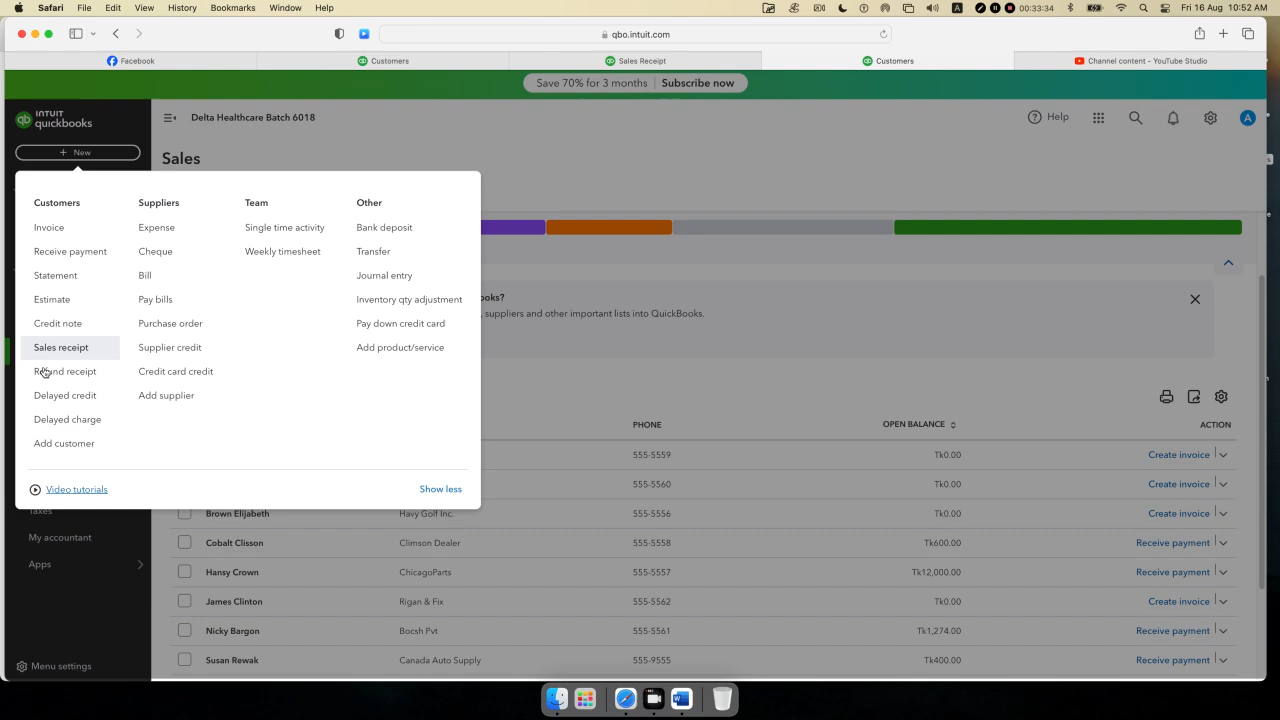 Safari File Edit View History Bookmarks Window Help
A 00:33:34 Fri 16 Aug 10:52 AM
qbo.intuit.com
Facebook
Customers
Sales Receipt
Customers
Channel content – YouTube Studio
Save 70% for 3 months | Subscribe now
INTUIT
quickbooks
Delta Healthcare Batch 6018
Help
A
+ New
Sales
Customers Suppliers Team Other
Invoice Expense Single time activity Bank deposit
Receive payment Cheque Weekly timesheet Transfer
Statement Bill Journal entry
Estimate Pay bills Inventory qty adjustment
Credit note Purchase order Pay down credit card
Sales receipt Supplier credit Add product/service
Refund receipt Credit card credit
Delayed credit Add supplier
Delayed charge
Add customer
Video tutorials Show less
ooks?
, suppliers and other important lists into QuickBooks.
PHONE OPEN BALANCE ACTION
555-5559 Tk0.00 Create invoice
555-5560 Tk0.00 Create invoice
Brown Elijabeth Havy Golf Inc. 555-5556 Tk0.00 Create invoice
Cobalt Clisson Climson Dealer 555-5558 Tk600.00 Receive payment
Hansy Crown ChicagoParts 555-5557 Tk12,000.00 Receive payment
James Clinton Rigan & Fix 555-5562 Tk0.00 Create invoice
Nicky Bargon Bocsh Pvt 555-5561 Tk1,274.00 Receive payment
Susan Rewak Canada Auto Supply 555-9555 Tk400.00 Receive payment
Taxes
My accountant
Apps
Menu settings